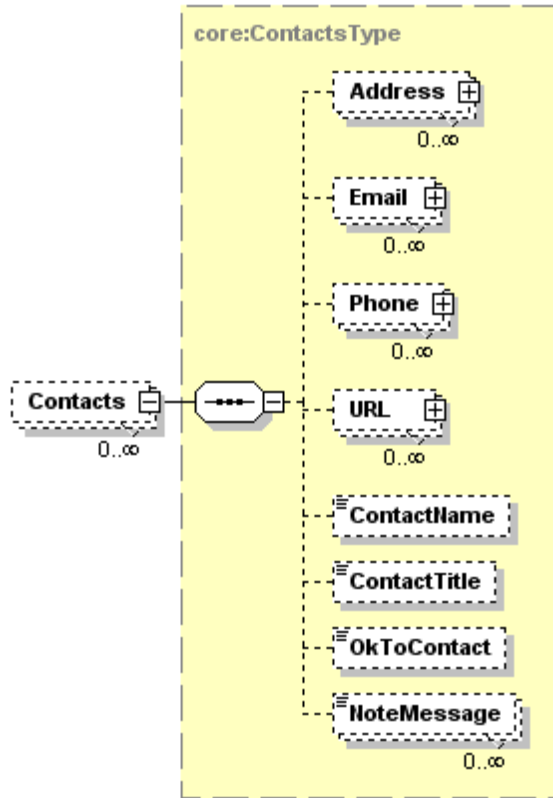 core:ContactsType
Address
0..∞
Email
0..∞
Phone
0..∞
URL
0..∞
Contacts
0..∞
ContactName
ContactTitle
OkToContact
NoteMessage
0..∞